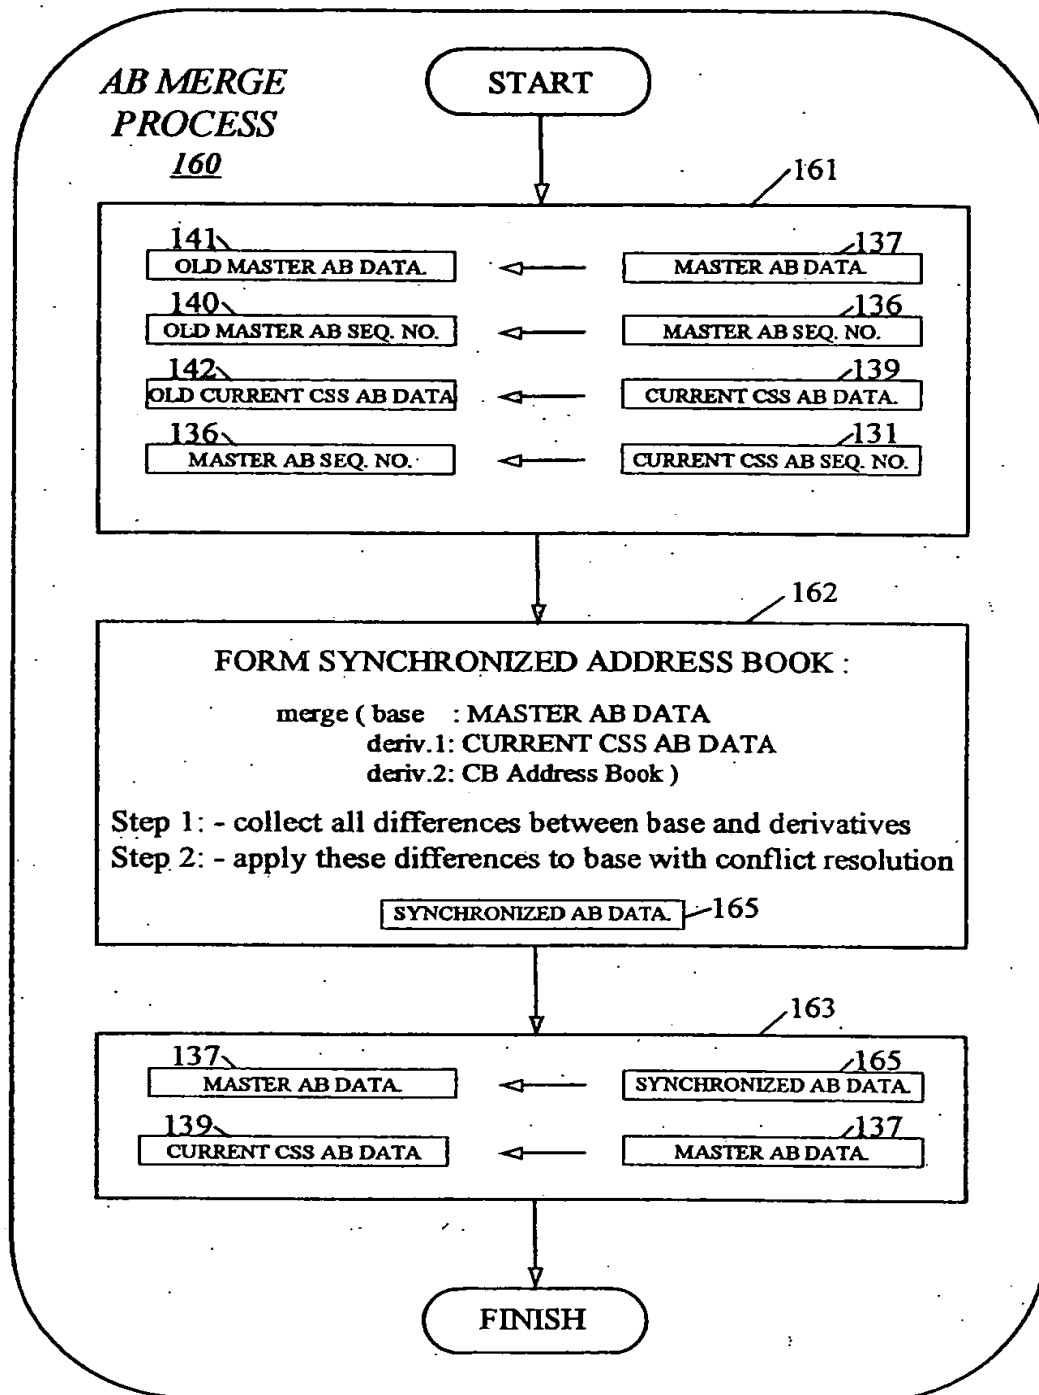 AB MERGE
PROCESS
160
START
161
141
OLD MASTER AB DATA.
137
MASTER AB DATA.
140
OLD MASTER AB SEQ. NO.
136
MASTER AB SEQ. NO.
142
OLD CURRENT CSS AB DATA
139
CURRENT CSS AB DATA.
136
MASTER AB SEQ. NO.
131
CURRENT CSS AB SEQ. NO.
162
FORM SYNCHRONIZED ADDRESS BOOK :
merge ( base : MASTER AB DATA
deriv.1: CURRENT CSS AB DATA
deriv.2: CB Address Book )
Step 1: - collect all differences between base and derivatives
Step 2: - apply these differences to base with conflict resolution
SYNCHRONIZED AB DATA.
165
163
137
MASTER AB DATA.
165
SYNCHRONIZED AB DATA.
139
CURRENT CSS AB DATA
137
MASTER AB DATA.
FINISH